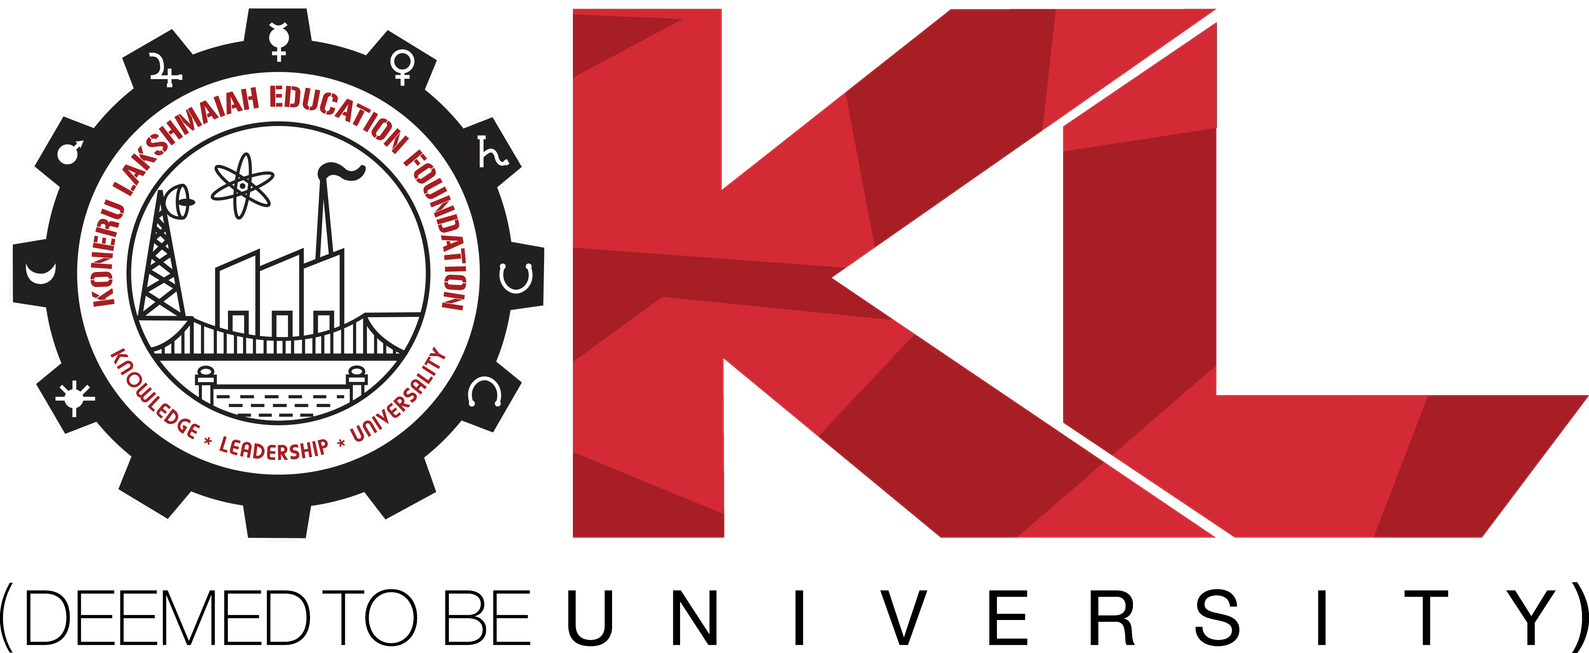 KONERU LAKSHMAIAH EDUCATION FOUNDATION
KNOWLEDGE * LEADERSHIP * UNIVERSALITY
KL
(DEEMED TO BE UNIVERSITY)